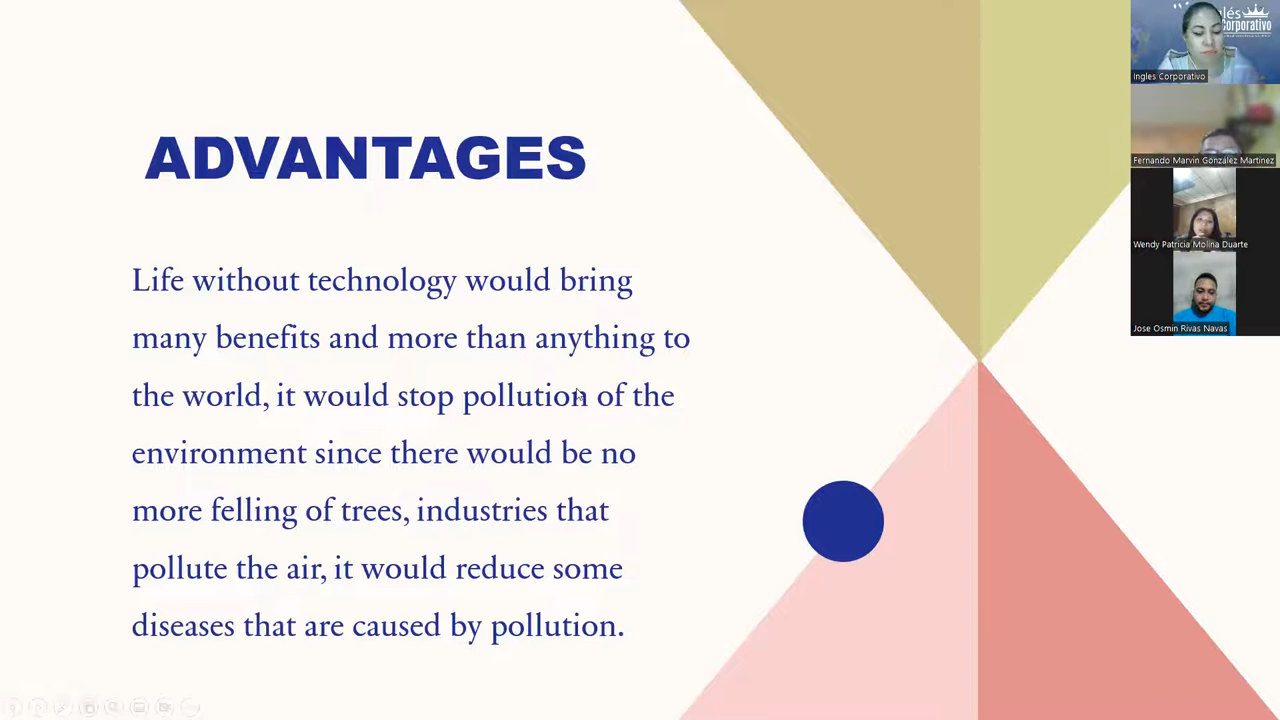 ADVANTAGES
Life without technology would bring
many benefits and more than anything to
the world, it would stop pollution of the
environment since there would be no
more felling of trees, industries that
pollute the air, it would reduce some
diseases that are caused by pollution.
Corporativo
Ingles Corporativo
Fernando Marvin González Martínez
Wendy Patricia Molina Duarte
Jose Osmin Rivas Navas